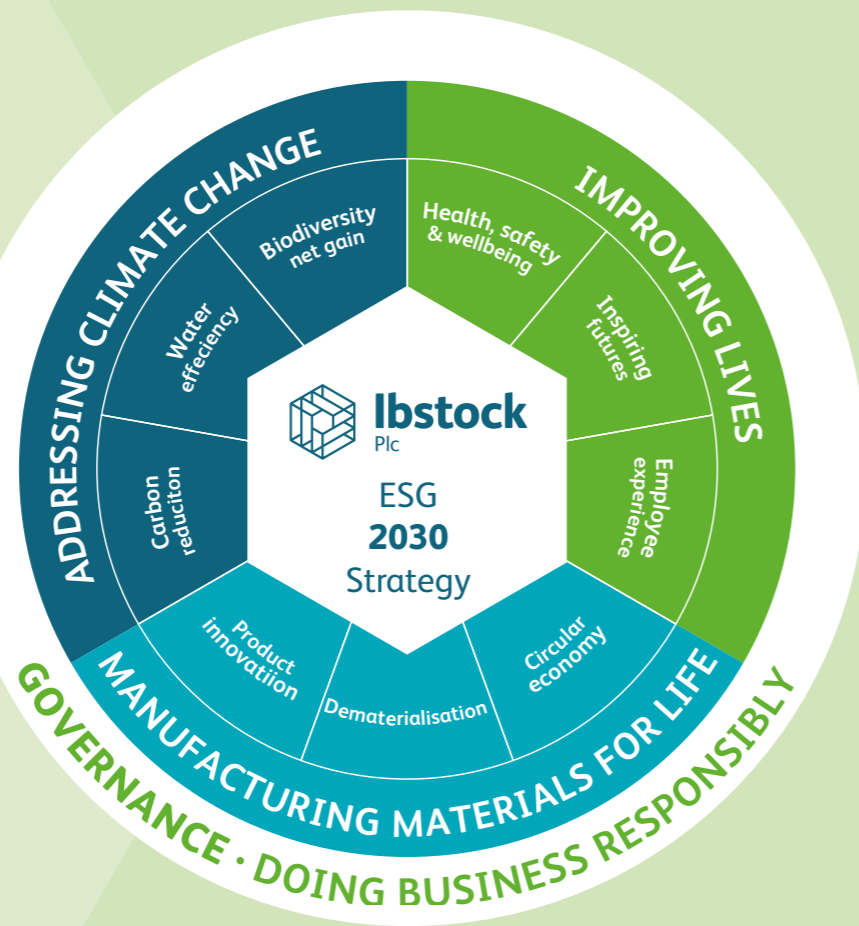 ADDRESSING CLIMATE CHANGE
Biodiversity
net gain
Water
effeciency
Carbon
reduciton
IMPROVING LIVES
Health, safety
& wellbeing
Inspiring
futures
Employee
experience
Ibstock
Plc
ESG
2030
Strategy
MANUFACTURING MATERIALS FOR LIFE
Product
innovatiion
Dematerialisation
Circular
economy
GOVERNANCE · DOING BUSINESS RESPONSIBLY